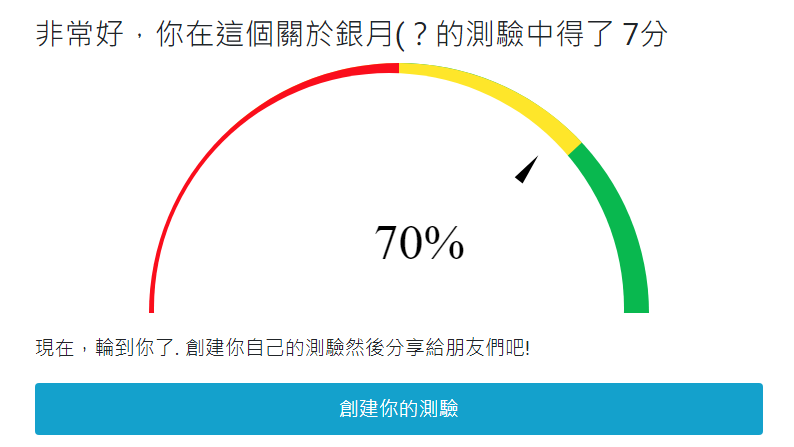 非常好，你在這個關於銀月(？的測驗中得了 7分
70%
現在，輪到你了. 創建你自己的測驗然後分享給朋友們吧!
創建你的測驗